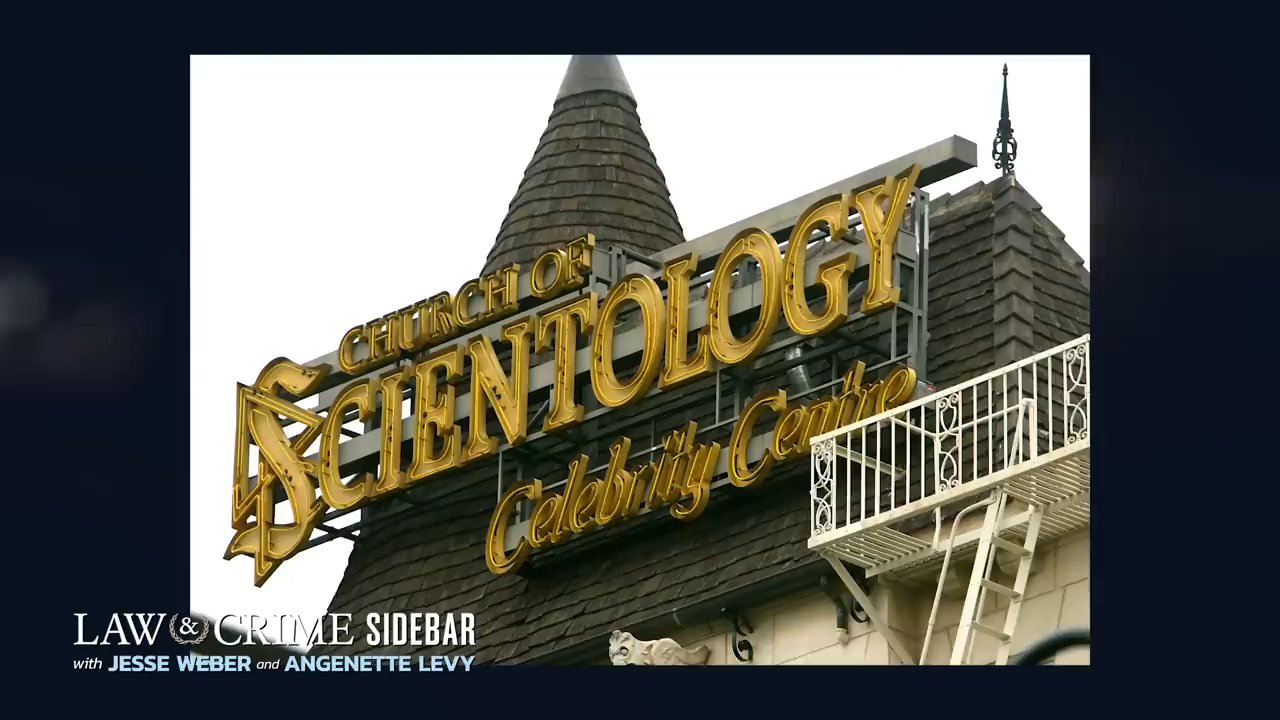 CHURCH OF
SCIENTOLOGY
Celebrity Centre
LAW & CRIME SIDEBAR
with JESSE WEBER and ANGENETTE LEVY